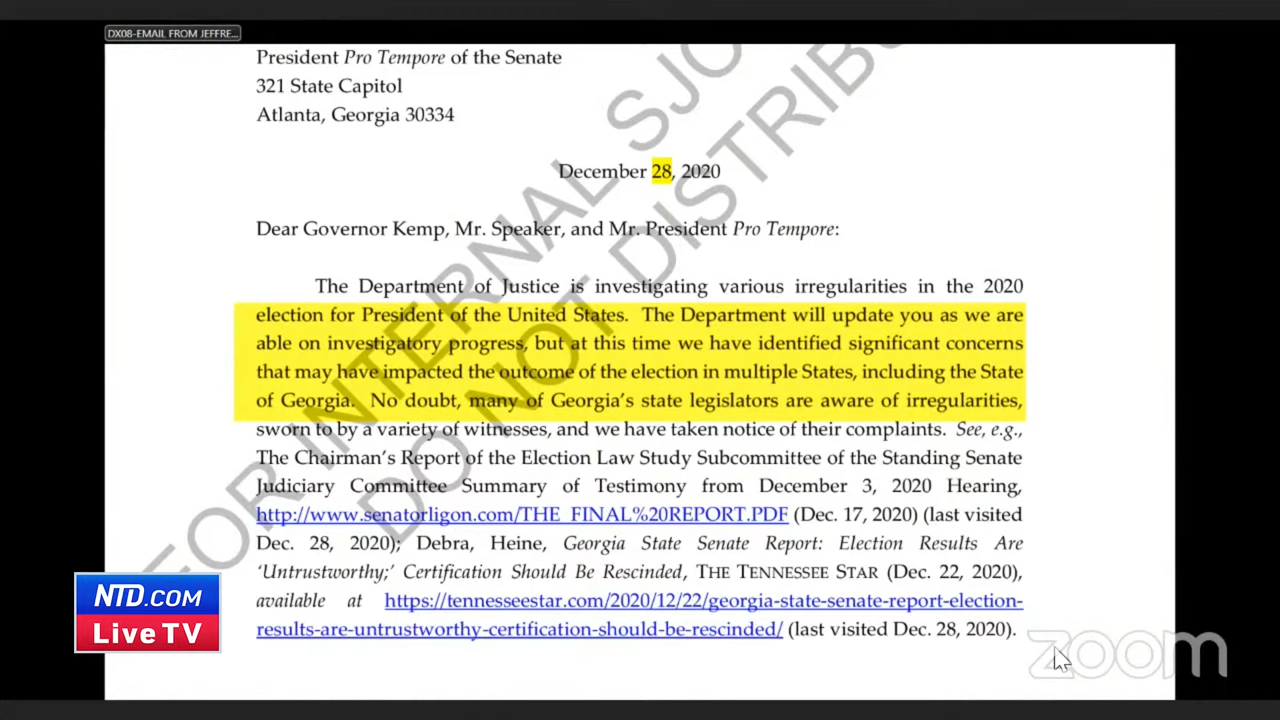 DX08-EMAIL FROM JEFFRE...
President Pro Tempore of the Senate
321 State Capitol
Atlanta, Georgia 30334
December 28, 2020
Dear Governor Kemp, Mr. Speaker, and Mr. President Pro Tempore:
The Department of Justice is investigating various irregularities in the 2020
election for President of the United States. The Department will update you as we are
able on investigatory progress, but at this time we have identified significant concerns
that may have impacted the outcome of the election in multiple States, including the State
of Georgia. No doubt, many of Georgia's state legislators are aware of irregularities,
sworn to by a variety of witnesses, and we have taken notice of their complaints. See, e.g.,
The Chairman's Report of the Election Law Study Subcommittee of the Standing Senate
Judiciary Committee Summary of Testimony from December 3, 2020 Hearing,
http://www.senatorligon.com/THE_FINAL%20REPORT.PDF (Dec. 17, 2020) (last visited
Dec. 28, 2020); Debra, Heine, Georgia State Senate Report: Election Results Are
'Untrustworthy;' Certification Should Be Rescinded, THE TENNESSEE STAR (Dec. 22, 2020),
available at https://tennesseestar.com/2020/12/22/georgia-state-senate-report-election-
results-are-untrustworthy-certification-should-be-rescinded/ (last visited Dec. 28, 2020).
FOR INTERNAL SJC
DO NOT DISTRIBU
NTD.COM
Live TV
zoom